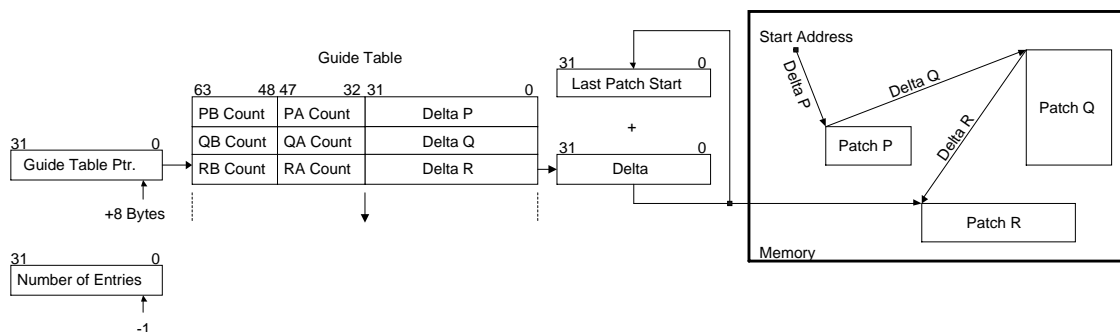 Guide Table
63 48 47 32 31 0
PB Count PA Count Delta P
QB Count QA Count Delta Q
RB Count RA Count Delta R
31 0
Guide Table Ptr.
+8 Bytes
31 0
Number of Entries
-1
31 0
Last Patch Start
+
31 0
Delta
Start Address
Delta P
Delta Q
Delta R
Patch P
Patch Q
Patch R
Memory